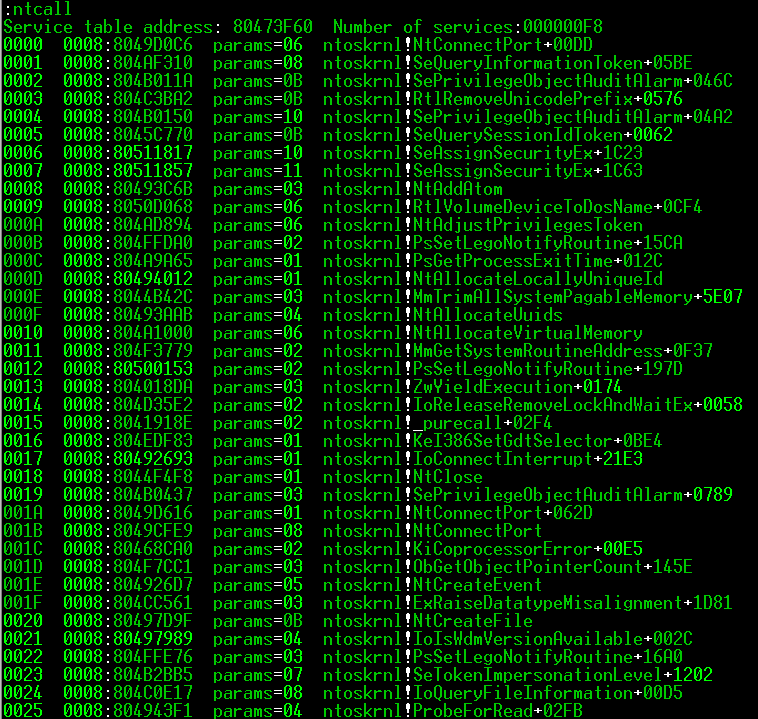 :ntcall
Service table address: 80473F60  Number of services:000000F8
0000  0008:8049D0C6  params=06  ntoskrnl!NtConnectPort+00DD
0001  0008:804AF310  params=08  ntoskrnl!SeQueryInformationToken+05BE
0002  0008:804B011A  params=0B  ntoskrnl!SePrivilegeObjectAuditAlarm+046C
0003  0008:804C3BA2  params=0B  ntoskrnl!RtlRemoveUnicodePrefix+0576
0004  0008:804B0150  params=10  ntoskrnl!SePrivilegeObjectAuditAlarm+04A2
0005  0008:8045C770  params=0B  ntoskrnl!SeQuerySessionIdToken+0062
0006  0008:80511817  params=10  ntoskrnl!SeAssignSecurityEx+1C23
0007  0008:80511857  params=11  ntoskrnl!SeAssignSecurityEx+1C63
0008  0008:80493C6B  params=03  ntoskrnl!NtAddAtom
0009  0008:8050D068  params=06  ntoskrnl!RtlVolumeDeviceToDosName+0CF4
000A  0008:804AD894  params=06  ntoskrnl!NtAdjustPrivilegesToken
000B  0008:804FFDA0  params=02  ntoskrnl!PsSetLegoNotifyRoutine+15CA
000C  0008:804A9A65  params=01  ntoskrnl!PsGetProcessExitTime+012C
000D  0008:80494012  params=01  ntoskrnl!NtAllocateLocallyUniqueId
000E  0008:8044B42C  params=03  ntoskrnl!MmTrimAllSystemPagableMemory+5E07
000F  0008:80493AAB  params=04  ntoskrnl!NtAllocateUuids
0010  0008:804A1000  params=06  ntoskrnl!NtAllocateVirtualMemory
0011  0008:804F3779  params=02  ntoskrnl!MmGetSystemRoutineAddress+0F37
0012  0008:80500153  params=02  ntoskrnl!PsSetLegoNotifyRoutine+197D
0013  0008:804018DA  params=03  ntoskrnl!ZwYieldExecution+0174
0014  0008:804D35E2  params=02  ntoskrnl!IoReleaseRemoveLockAndWaitEx+0058
0015  0008:8041918E  params=02  ntoskrnl!_purecall+02F4
0016  0008:804EDF83  params=01  ntoskrnl!KeI386SetGdtSelector+0BE4
0017  0008:80492693  params=01  ntoskrnl!IoConnectInterrupt+21E3
0018  0008:8044F4F8  params=01  ntoskrnl!NtClose
0019  0008:804B0437  params=03  ntoskrnl!SePrivilegeObjectAuditAlarm+0789
001A  0008:8049D616  params=01  ntoskrnl!NtConnectPort+062D
001B  0008:8049CFE9  params=08  ntoskrnl!NtConnectPort
001C  0008:80468CA0  params=02  ntoskrnl!KiCoprocessorError+00E5
001D  0008:804F7CC1  params=03  ntoskrnl!ObGetObjectPointerCount+145E
001E  0008:804926D7  params=05  ntoskrnl!NtCreateEvent
001F  0008:804CC561  params=03  ntoskrnl!ExRaiseDatatypeMisalignment+1D81
0020  0008:80497D9F  params=0B  ntoskrnl!NtCreateFile
0021  0008:80497989  params=04  ntoskrnl!IoIsWdmVersionAvailable+002C
0022  0008:804FFE76  params=03  ntoskrnl!PsSetLegoNotifyRoutine+16A0
0023  0008:804B2BB5  params=07  ntoskrnl!SeTokenImpersonationLevel+1202
0024  0008:804C0E17  params=08  ntoskrnl!IoQueryFileInformation+00D5
0025  0008:804943F1  params=04  ntoskrnl!ProbeForRead+02FB